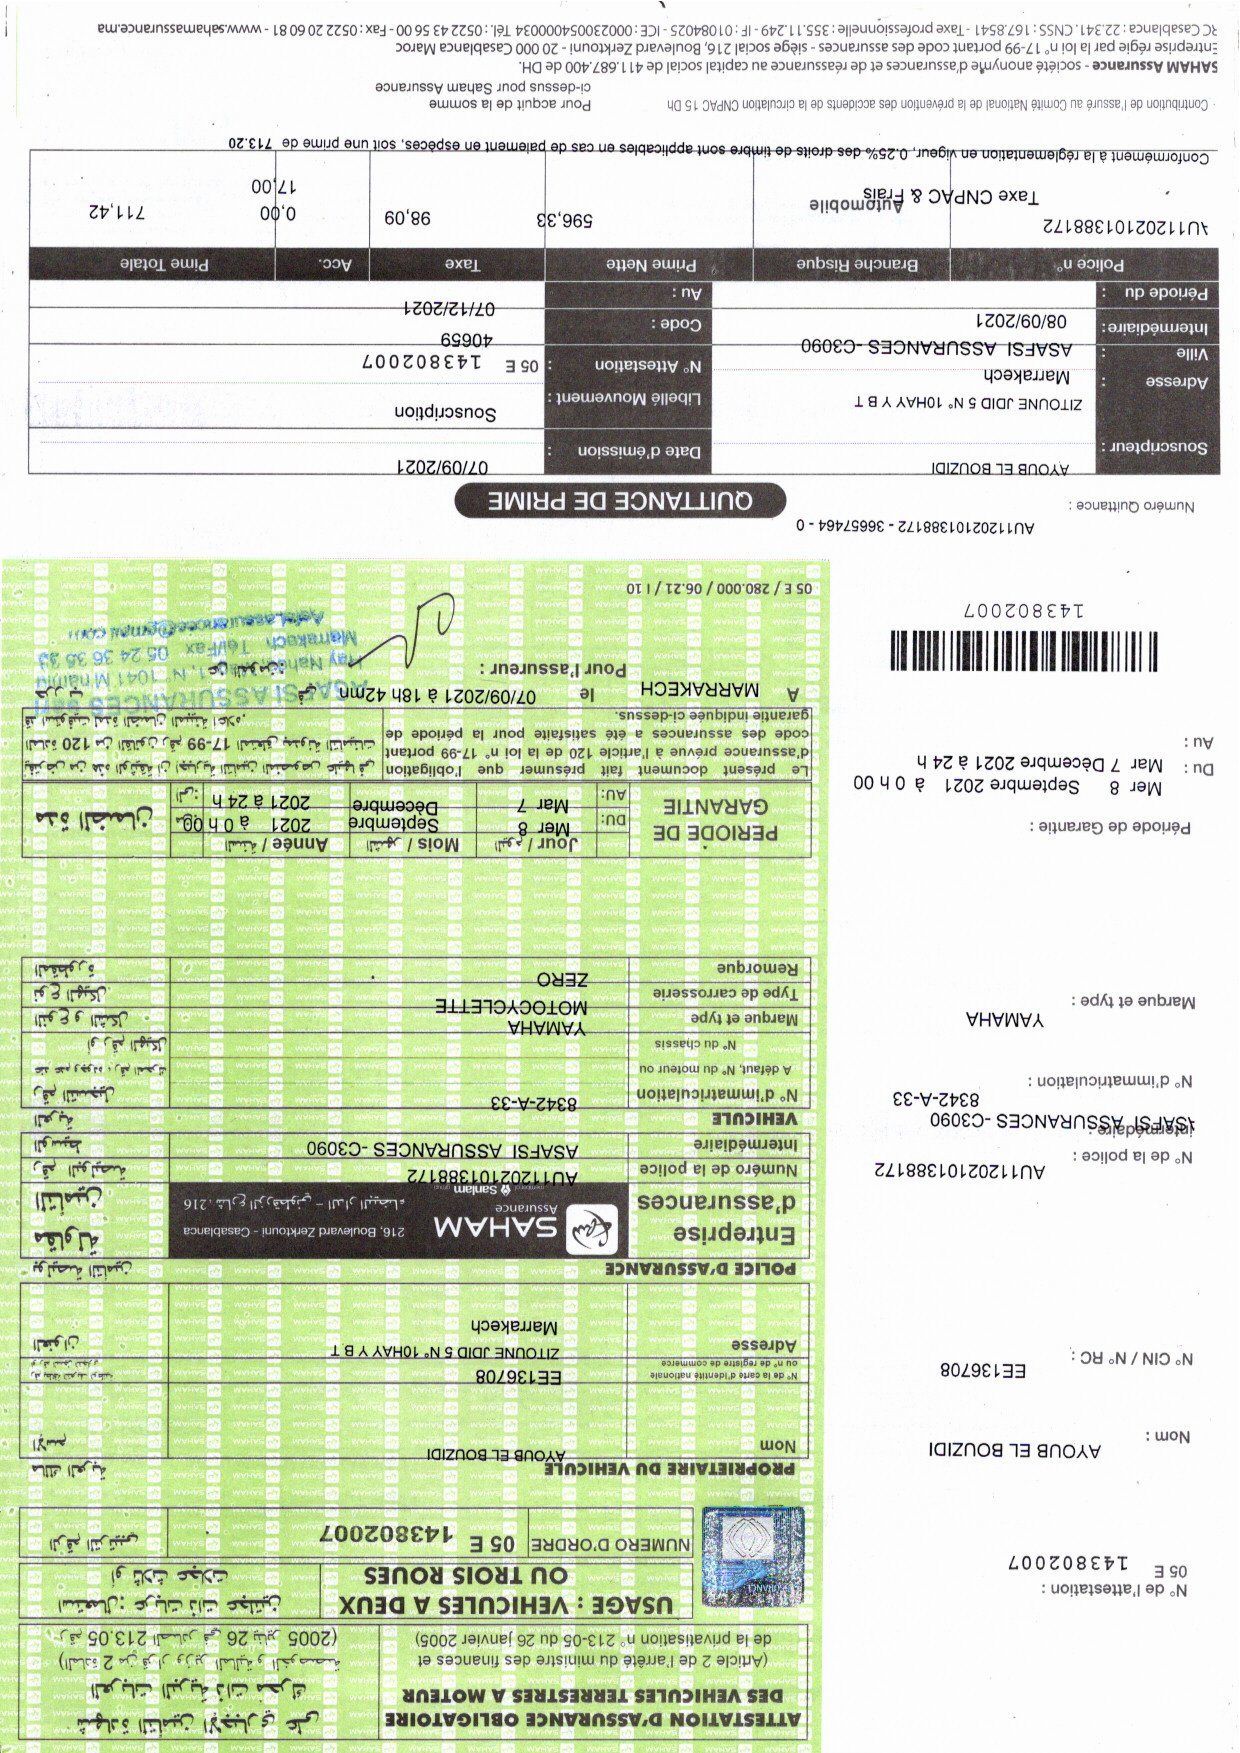 ATTESTATION D'ASSURANCE OBLIGATOIRE
DES VEHICULES TERRESTRES A MOTEUR
(Article 2 de l'arrêté du ministre des finances et
de la privatisation n° 213-05 du 26 janvier 2005)
شهادة التأمين الإجباري على
العربات البرية ذات محرك
(المادة 2 من قرار وزير المالية و الخوصصة
رقم 213.05 الصادر في 26 يناير 2005)
USAGE : VEHICULES A DEUX
OU TROIS ROUES
استعمال: عربات ذات عجلتين
أو ثلاث عجلات
NUMERO D'ORDRE 05 E 143802007 الرقم الترتيبي
N° de l'attestation :
05 E 143802007
Nom : AYOUB EL BOUZIDI
N° CIN / N° RC : EE136708
N° de la police : AU11202101388172
intermédaire :
ASAFSI ASSURANCES -C3090
N° d'immatriculation : 8342-A-33
Marque et type : YAMAHA
Période de Garantie :
Du : Mer 8 Septembre 2021 à 0 h 00
Au : Mar 7 Dècembre 2021 à 24 h
143802007
PROPRIETAIRE DU VEHICULE مالك العربة
Nom AYOUB EL BOUZIDI الإسم
N° de la carte d'identité nationale
ou n° de registre de commerce
EE136708
رقم بطاقة التعريف الوطنية
أو رقم السجل التجاري
Adresse ZITOUNE JDID 5 N° 10HAY Y B T العنوان
Marrakech
POLICE D'ASSURANCE بوليصة التأمين
Entreprise
d'assurances
SAHAM
Assurance
Sanlam
216, Boulevard Zerktouni - Casablanca
216، شارع الزرقطوني - الدار البيضاء
مقاولة
التأمين
Numéro de la police AU11202101388172 رقم البوليصة
Intermédiaire ASAFSI ASSURANCES -C3090 الوسيط
VEHICULE العربة
N° d'immatriculation 8342-A-33 رقم التسجيل
A défaut, N° du moteur ou عند عدم وجوده ، رقم المحرك
N° du chassis أو رقم الهيكل
Marque et type YAMAHA النوع و الشكل
Type de carrosserie MOTOCYCLETTE نوع الهيكل
Remorque ZERO المقطورة
PERIODE DE
GARANTIE
Jour / اليوم Mois / الشهر Année / السنة
DU: Mer 8 Septembre 2021 à 0 h 00 من:
AU: Mar 7 Dècembre 2021 à 24 h إلى:
مدة الضمان
Le présent document fait présumer que l'obligation
d'assurance prévue à l'article 120 de la loi n° 17-99 portant
code des assurances a été satisfaite pour la période de
garantie indiquée ci-dessus.
يفترض من هذه الوثيقة أن إجبارية التأمين المنصوص عليها في
المادة 120 من القانون رقم 99-17 المتعلق بمدونة التأمينات
قد استوفيت لمدة الضمان المبينة أعلاه.
A MARRAKECH le 07/09/2021 à 18h 42mn في حرر ب
Pour l'assureur : عن المؤمن:
ASAFSI ASSURANCES sarl
Marrakech Tél/Fax 05 24 36 35 33
05 E / 280.000 / 06.21 / I 10
Numéro Quittance : AU11202101388172 - 36657464 - 0
QUITTANCE DE PRIME
Souscripteur : AYOUB EL BOUZIDI
Date d'émission : 07/09/2021
Adresse : ZITOUNE JDID 5 N° 10HAY Y B T
Libellé Mouvement : Souscription
Ville : Marrakech
N° Attestation : 05 E 143802007
Intermédiaire: ASAFSI ASSURANCES -C3090
Code : 40659
Période du : 08/09/2021
Au : 07/12/2021
Police n° Branche Risque Prime Nette Taxe Acc. Pime Totale
AU11202101388172 Automobile 596,33 98,09 0,00 711,42
Taxe CNPAC & Frais 17,00
Conformément à la réglementation en vigeur, 0.25% des droits de timbre sont applicables en cas de paiement en espèces, soit une prime de 713.20
· Contribution de l'assuré au Comité National de la prévention des accidents de la circulation CNPAC 15 Dh
Pour acquit de la somme
ci-dessus pour Saham Assurance
SAHAM Assurance - société anonyme d'assurances et de réassurance au capital social de 411.687.400 de DH.
Entreprise régie par la loi n° 17-99 portant code des assurances - siège social 216, Boulevard Zerktouni - 20 000 Casablanca Maroc
RC Casablanca : 22.341. CNSS : 167.8541 - Taxe professionnelle : 355.11.249 - IF : 01084025 - ICE : 000230054000034 Tél. : 0522 43 56 00 - Fax : 0522 20 60 81 - www.sahamassurance.ma